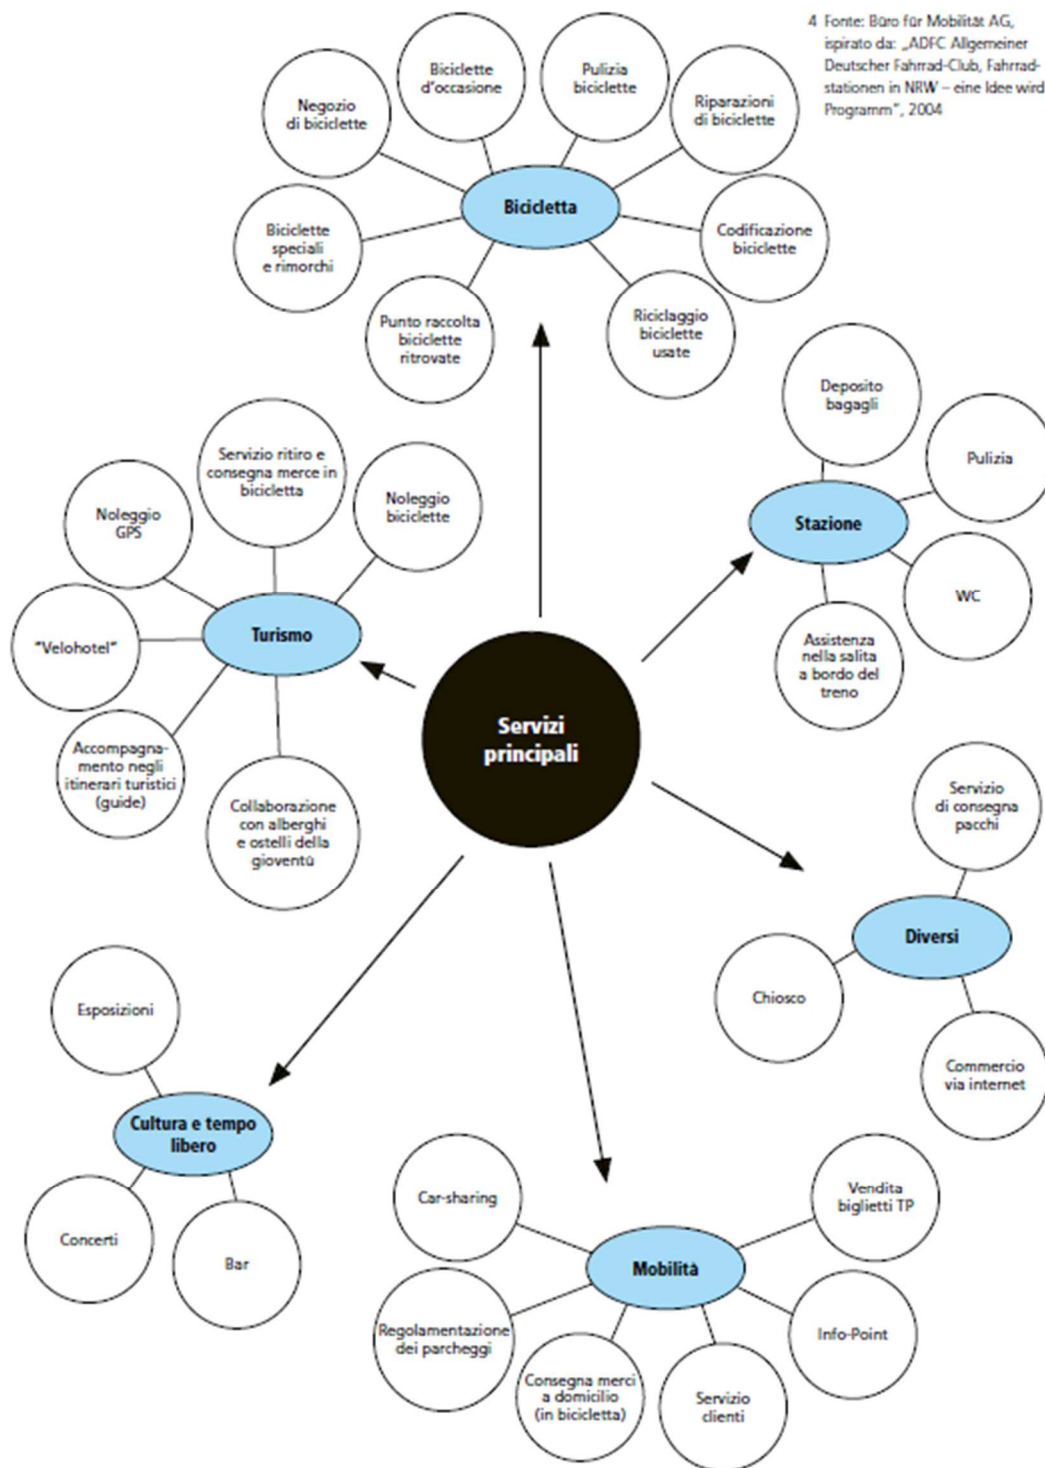 4 Fonte: Büro für Mobilität AG,
ispirato da: „ADFC Allgemeiner
Deutscher Fahrrad-Club, Fahrrad-
stationen in NRW – eine Idee wird
Programm“, 2004
Negozio
di biciclette
Biciclette
d'occasione
Pulizia
biciclette
Riparazioni
di biciclette
Bicicletta
Biciclette
speciali
e rimorchi
Codificazione
biciclette
Punto raccolta
biciclette
ritrovate
Riciclaggio
biciclette
usate
Deposito
bagagli
Pulizia
Stazione
WC
Assistenza
nella salita
a bordo del
treno
Servizio ritiro e
consegna merce in
bicicletta
Noleggio
GPS
Noleggio
biciclette
Turismo
"Velohotel"
Accompagna-
mento negli
itinerari turistici
(guide)
Collaborazione
con alberghi
e ostelli della
gioventù
Servizi
principali
Servizio
di consegna
pacchi
Diversi
Chiosco
Commercio
via internet
Esposizioni
Cultura e tempo
libero
Concerti
Bar
Car-sharing
Vendita
biglietti TP
Mobilità
Regolamentazione
dei parcheggi
Info-Point
Consegna merci
a domicilio
(in bicicletta)
Servizio
clienti